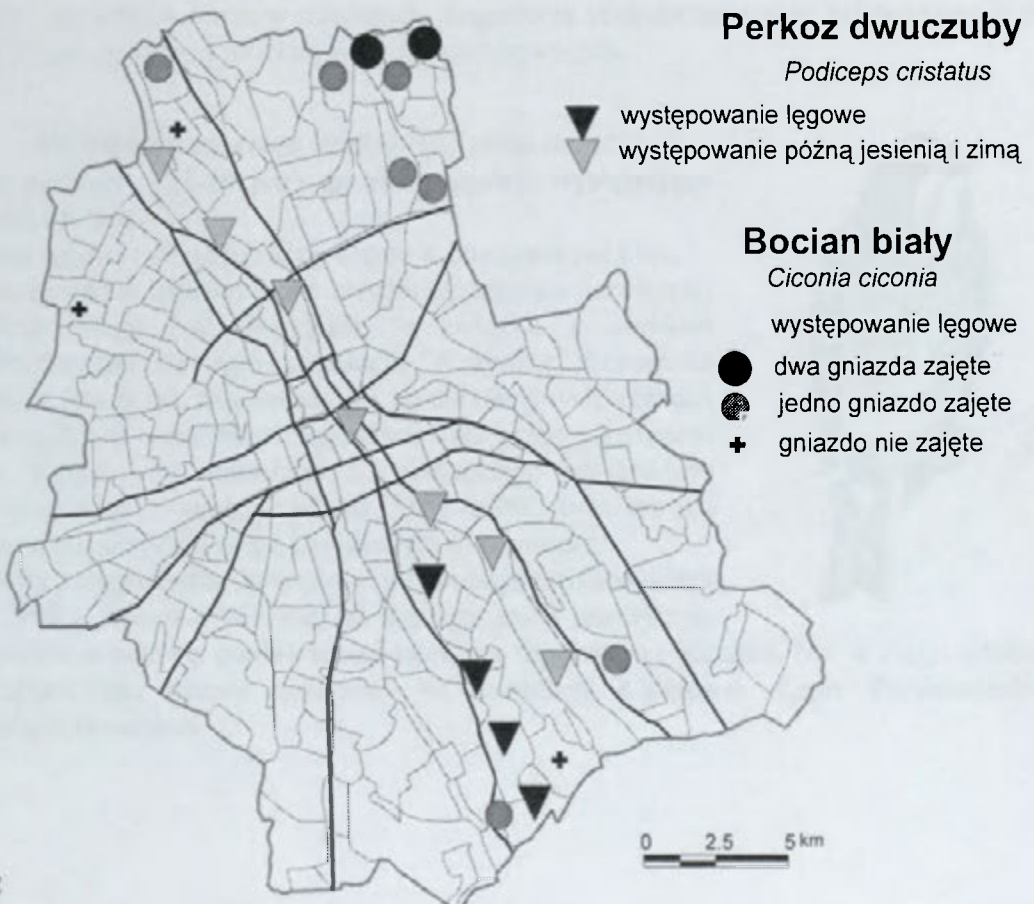 Perkoz dwuczuby
Podiceps cristatus
występowanie lęgowe
występowanie późną jesienią i zimą
Bocian biały
Ciconia ciconia
występowanie lęgowe
dwa gniazda zajęte
jedno gniazdo zajęte
gniazdo nie zajęte
0 2.5 5 km